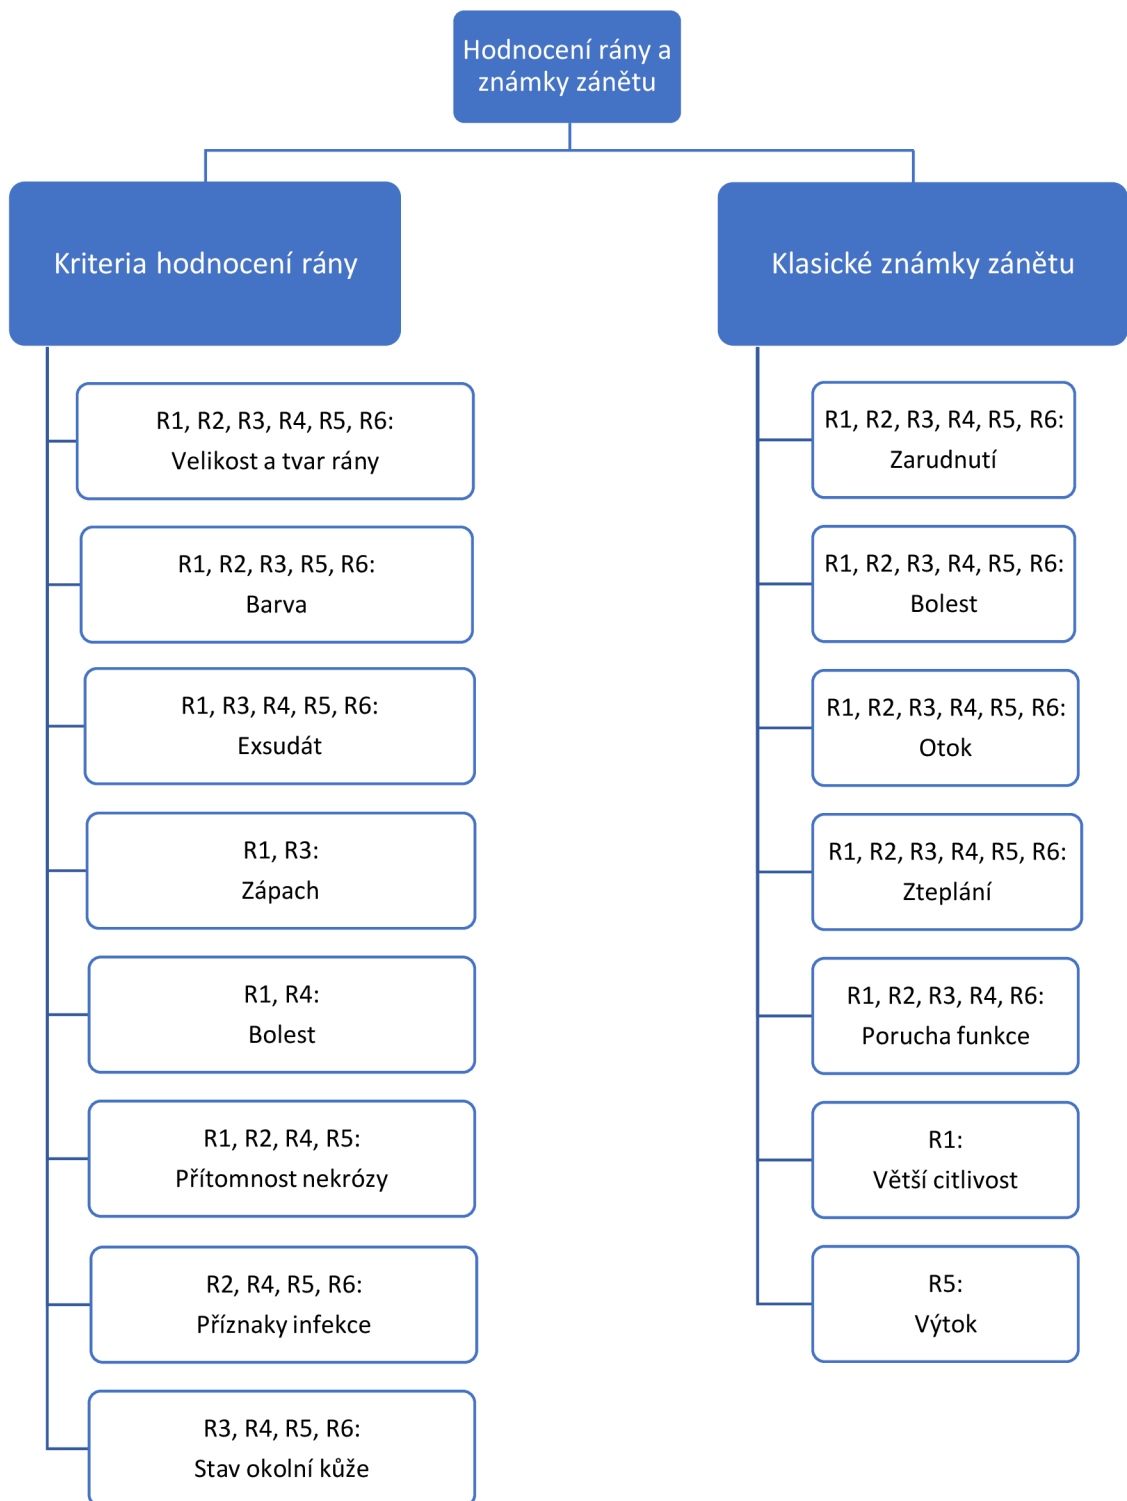 Hodnocení rány a
známky zánětu
Kriteria hodnocení rány
R1, R2, R3, R4, R5, R6:
Velikost a tvar rány
R1, R2, R3, R5, R6:
Barva
R1, R3, R4, R5, R6:
Exsudát
R1, R3:
Zápach
R1, R4:
Bolest
R1, R2, R4, R5:
Přítomnost nekrózy
R2, R4, R5, R6:
Příznaky infekce
R3, R4, R5, R6:
Stav okolní kůže
Klasické známky zánětu
R1, R2, R3, R4, R5, R6:
Zarudnutí
R1, R2, R3, R4, R5, R6:
Bolest
R1, R2, R3, R4, R5, R6:
Otok
R1, R2, R3, R4, R5, R6:
Zteplání
R1, R2, R3, R4, R6:
Porucha funkce
R1:
Větší citlivost
R5:
Výtok